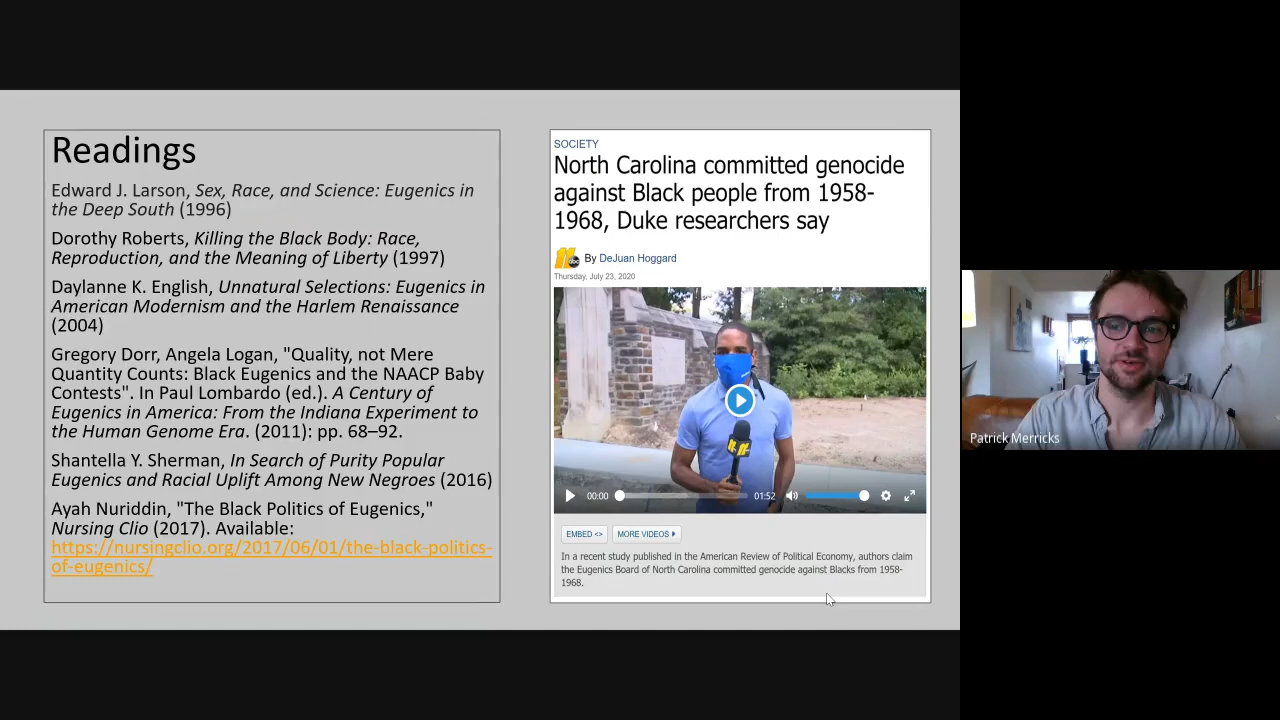 Readings
Edward J. Larson, Sex, Race, and Science: Eugenics in
the Deep South (1996)
Dorothy Roberts, Killing the Black Body: Race,
Reproduction, and the Meaning of Liberty (1997)
Daylanne K. English, Unnatural Selections: Eugenics in
American Modernism and the Harlem Renaissance
(2004)
Gregory Dorr, Angela Logan, "Quality, not Mere
Quantity Counts: Black Eugenics and the NAACP Baby
Contests". In Paul Lombardo (ed.). A Century of
Eugenics in America: From the Indiana Experiment to
the Human Genome Era. (2011): pp. 68–92.
Shantella Y. Sherman, In Search of Purity Popular
Eugenics and Racial Uplift Among New Negroes (2016)
Ayah Nuriddin, "The Black Politics of Eugenics,"
Nursing Clio (2017). Available:
https://nursingclio.org/2017/06/01/the-black-politics-
of-eugenics/
SOCIETY
North Carolina committed genocide
against Black people from 1958-
1968, Duke researchers say
11 abc By DeJuan Hoggard
Thursday, July 23, 2020
00:00 01:52
EMBED <> MORE VIDEOS
In a recent study published in the American Review of Political Economy, authors claim
the Eugenics Board of North Carolina committed genocide against Blacks from 1958-
1968.
Patrick Merricks